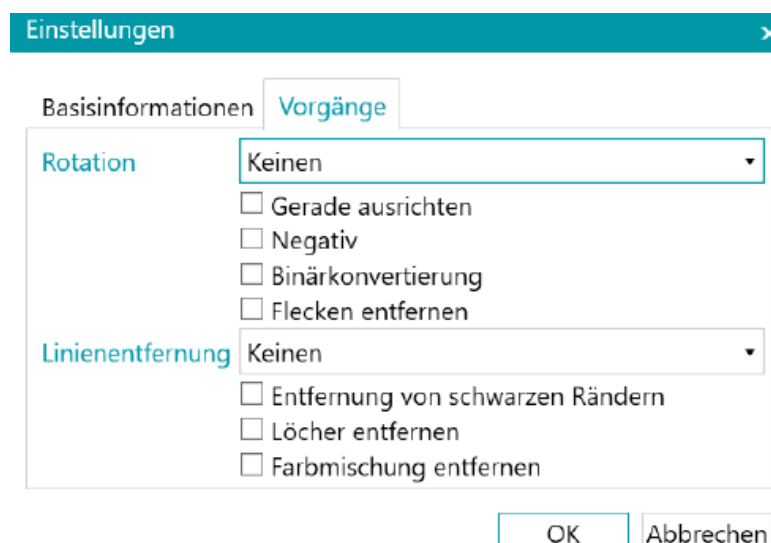 Einstellungen
Basisinformationen Vorgänge
Rotation Keinen
Gerade ausrichten
Negativ
Binärkonvertierung
Flecken entfernen
Linienentfernung Keinen
Entfernung von schwarzen Rändern
Löcher entfernen
Farbmischung entfernen
OK Abbrechen